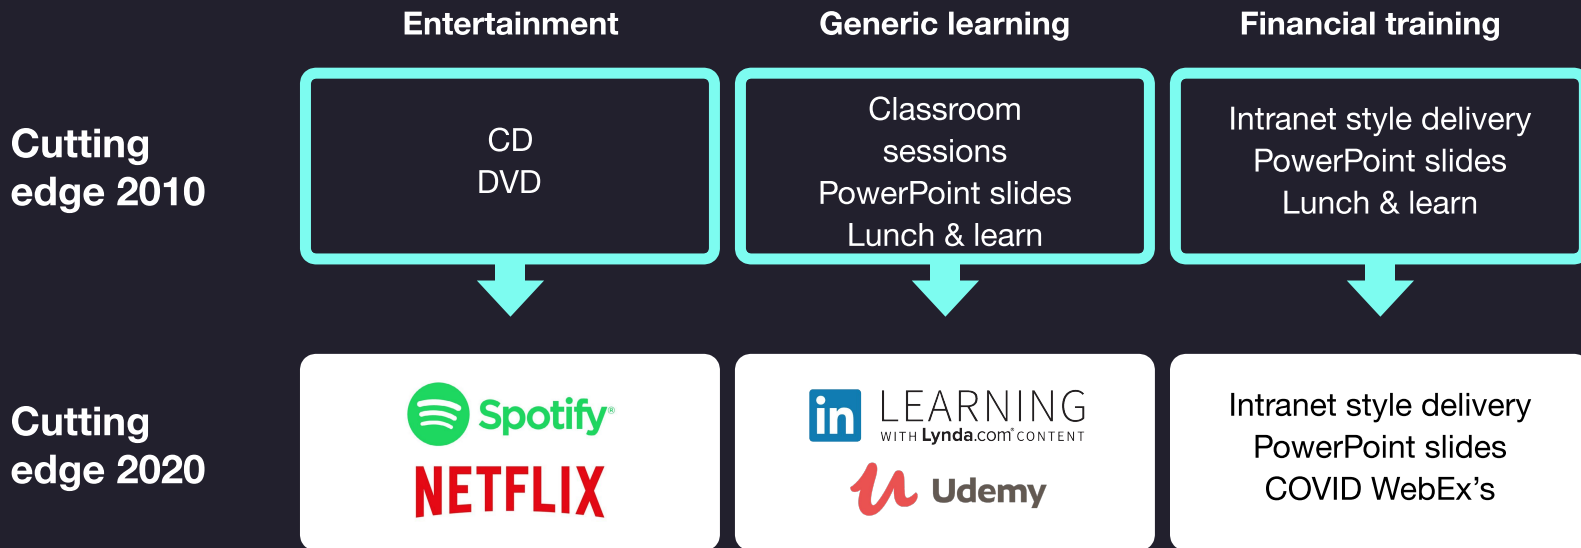 Entertainment
Generic learning
Financial training
Cutting
edge 2010
CD
DVD
Classroom
sessions
PowerPoint slides
Lunch & learn
Intranet style delivery
PowerPoint slides
Lunch & learn
Cutting
edge 2020
Spotify®
NETFLIX
in LEARNING
WITH Lynda.com® CONTENT
Udemy
Intranet style delivery
PowerPoint slides
COVID WebEx's